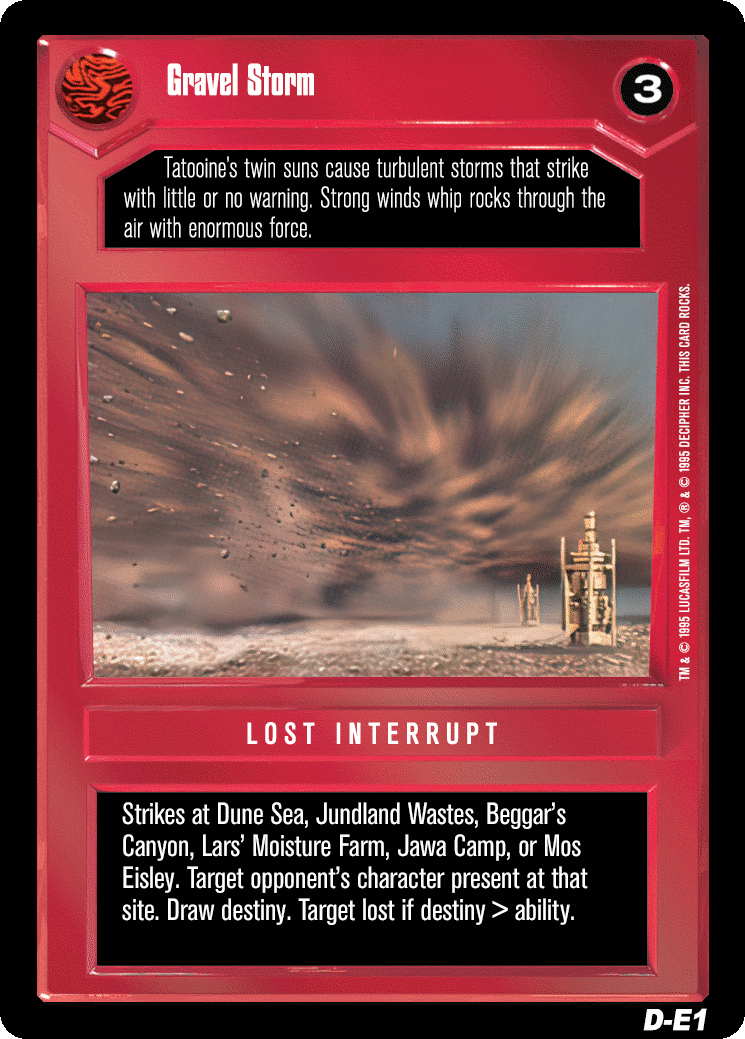 Gravel Storm
3
Tatooine's twin suns cause turbulent storms that strike
with little or no warning. Strong winds whip rocks through the
air with enormous force.
TM & © 1995 LUCASFILM LTD. TM, ® & © 1995 DECIPHER INC. THIS CARD ROCKS.
LOST INTERRUPT
Strikes at Dune Sea, Jundland Wastes, Beggar's
Canyon, Lars' Moisture Farm, Jawa Camp, or Mos
Eisley. Target opponent's character present at that
site. Draw destiny. Target lost if destiny > ability.
D-E1